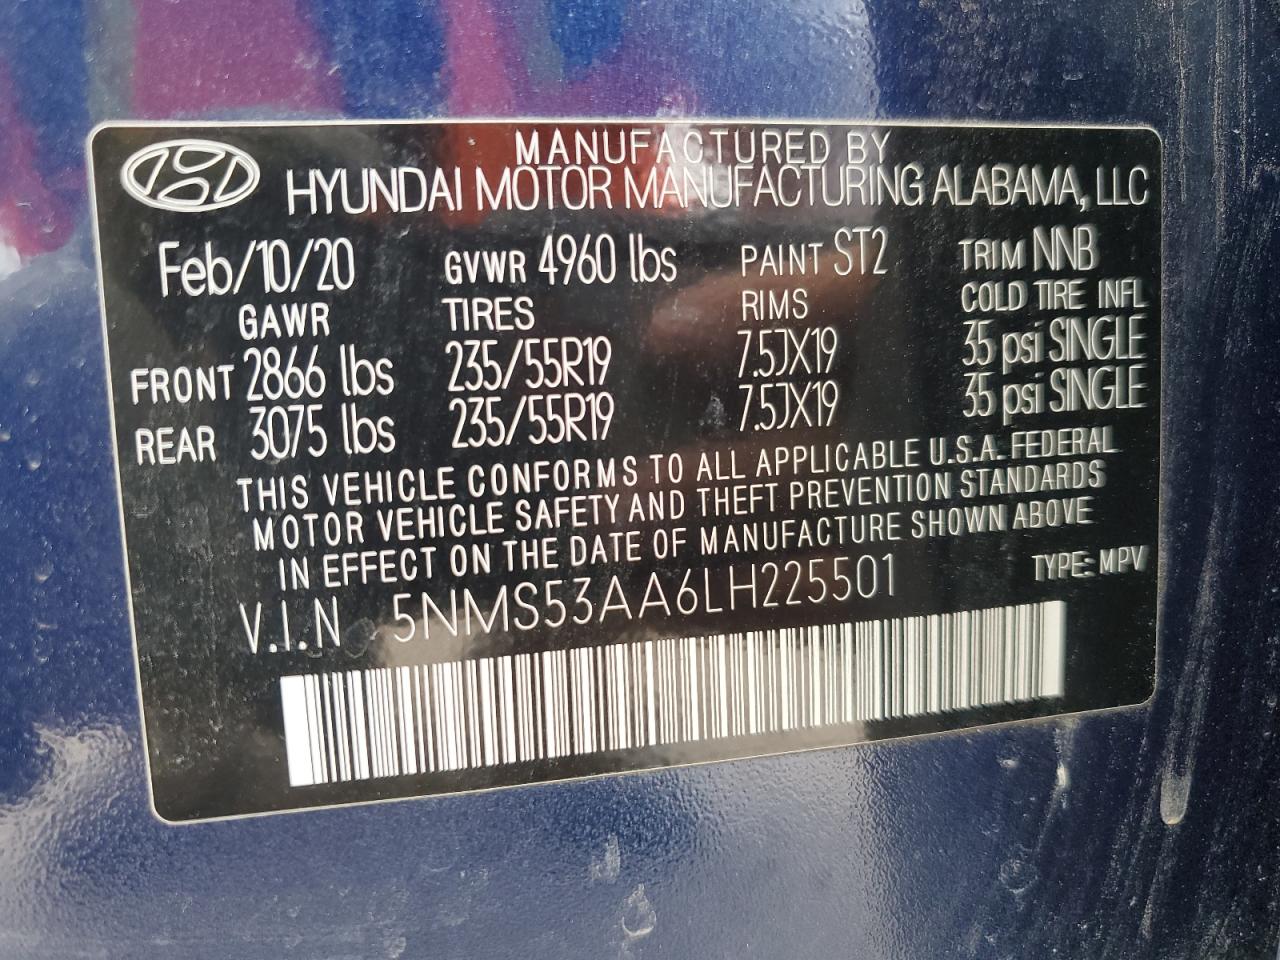 MANUFACTURED BY
HYUNDAI MOTOR MANUFACTURING ALABAMA, LLC
Feb/10/20 GVWR 4960 lbs PAINT ST2 TRIM NNB
GAWR TIRES RIMS COLD TIRE INFL
FRONT 2866 lbs 235/55R19 7.5JX19 35 psi SINGLE
REAR 3075 lbs 235/55R19 7.5JX19 35 psi SINGLE
THIS VEHICLE CONFORMS TO ALL APPLICABLE U.S.A. FEDERAL
MOTOR VEHICLE SAFETY AND THEFT PREVENTION STANDARDS
IN EFFECT ON THE DATE OF MANUFACTURE SHOWN ABOVE
V.I.N 5NMS53AA6LH225501 TYPE: MPV